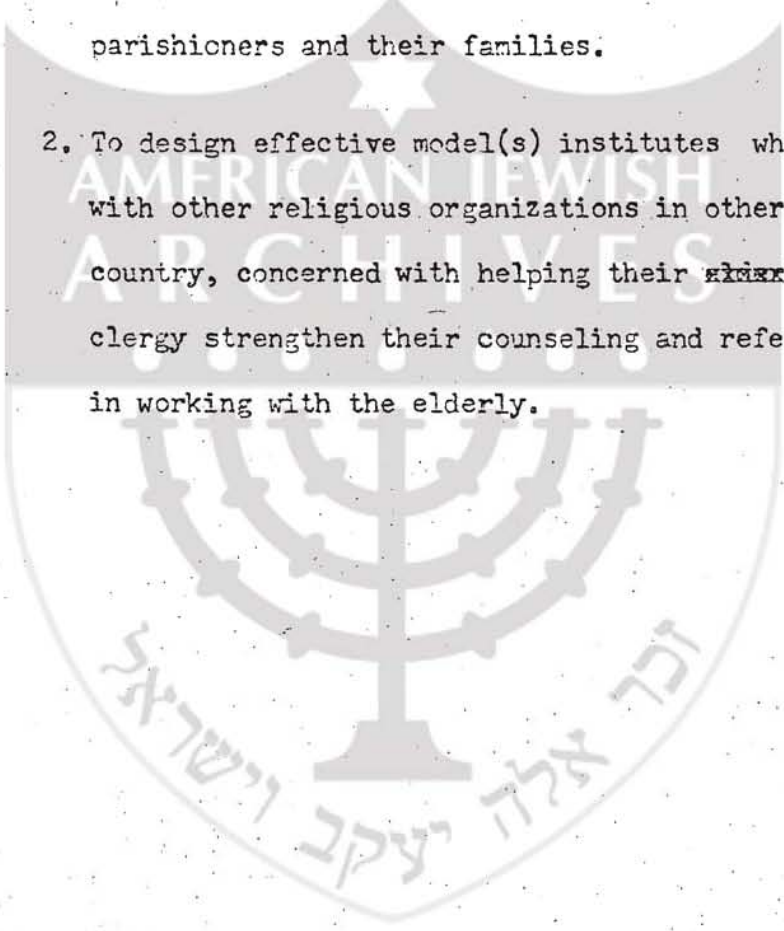 parishioners and their families.
2. To design effective model(s) institutes wh
with other religious organizations in other
country, concerned with helping their
clergy strengthen their counseling and refe
in working with the elderly.
AMERICAN JEWISH
ARCHIVES
זכר אלה יעקב וישראל